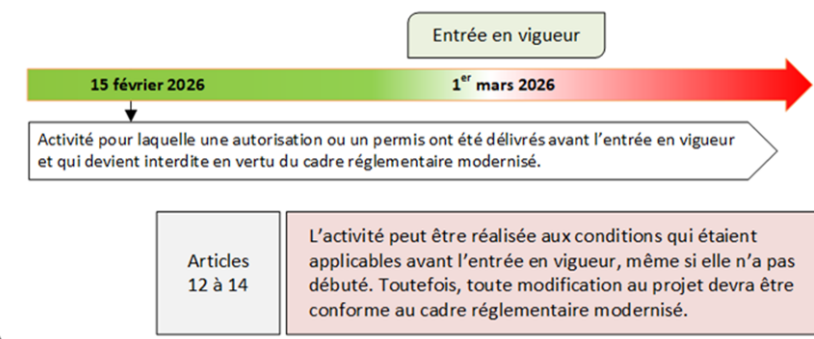 Entrée en vigueur
15 février 2026
1er mars 2026
Activité pour laquelle une autorisation ou un permis ont été délivrés avant l’entrée en vigueur
et qui devient interdite en vertu du cadre réglementaire modernisé.
Articles
12 à 14
L’activité peut être réalisée aux conditions qui étaient
applicables avant l’entrée en vigueur, même si elle n’a pas
débuté. Toutefois, toute modification au projet devra être
conforme au cadre réglementaire modernisé.